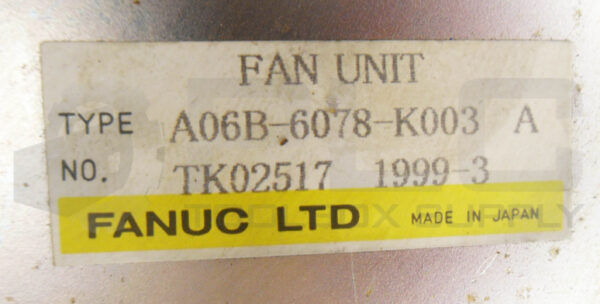 FAN UNIT
TYPE A06B-6078-K003 A
NO. TK02517 1999-3
FANUC LTD MADE IN JAPAN